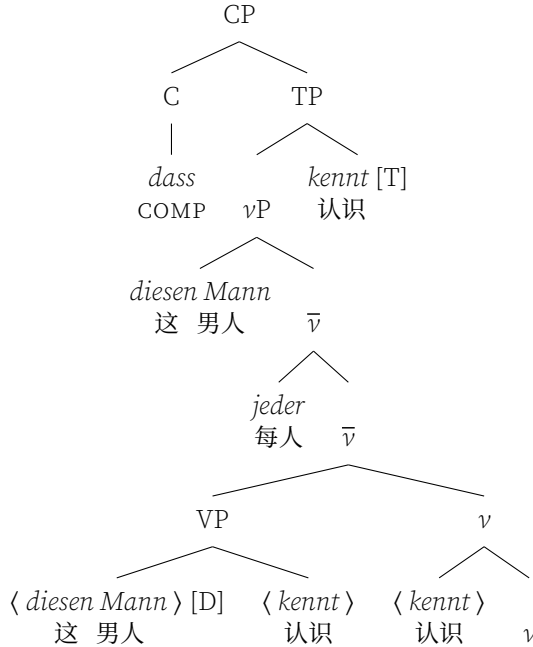 CP
C TP
dass kennt [T]
COMP vP 认识
diesen Mann
这 男人 v̅
jeder
每人 v̅
VP v
⟨ diesen Mann ⟩ [D] ⟨ kennt ⟩ ⟨ kennt ⟩
这 男人 认识 认识 v